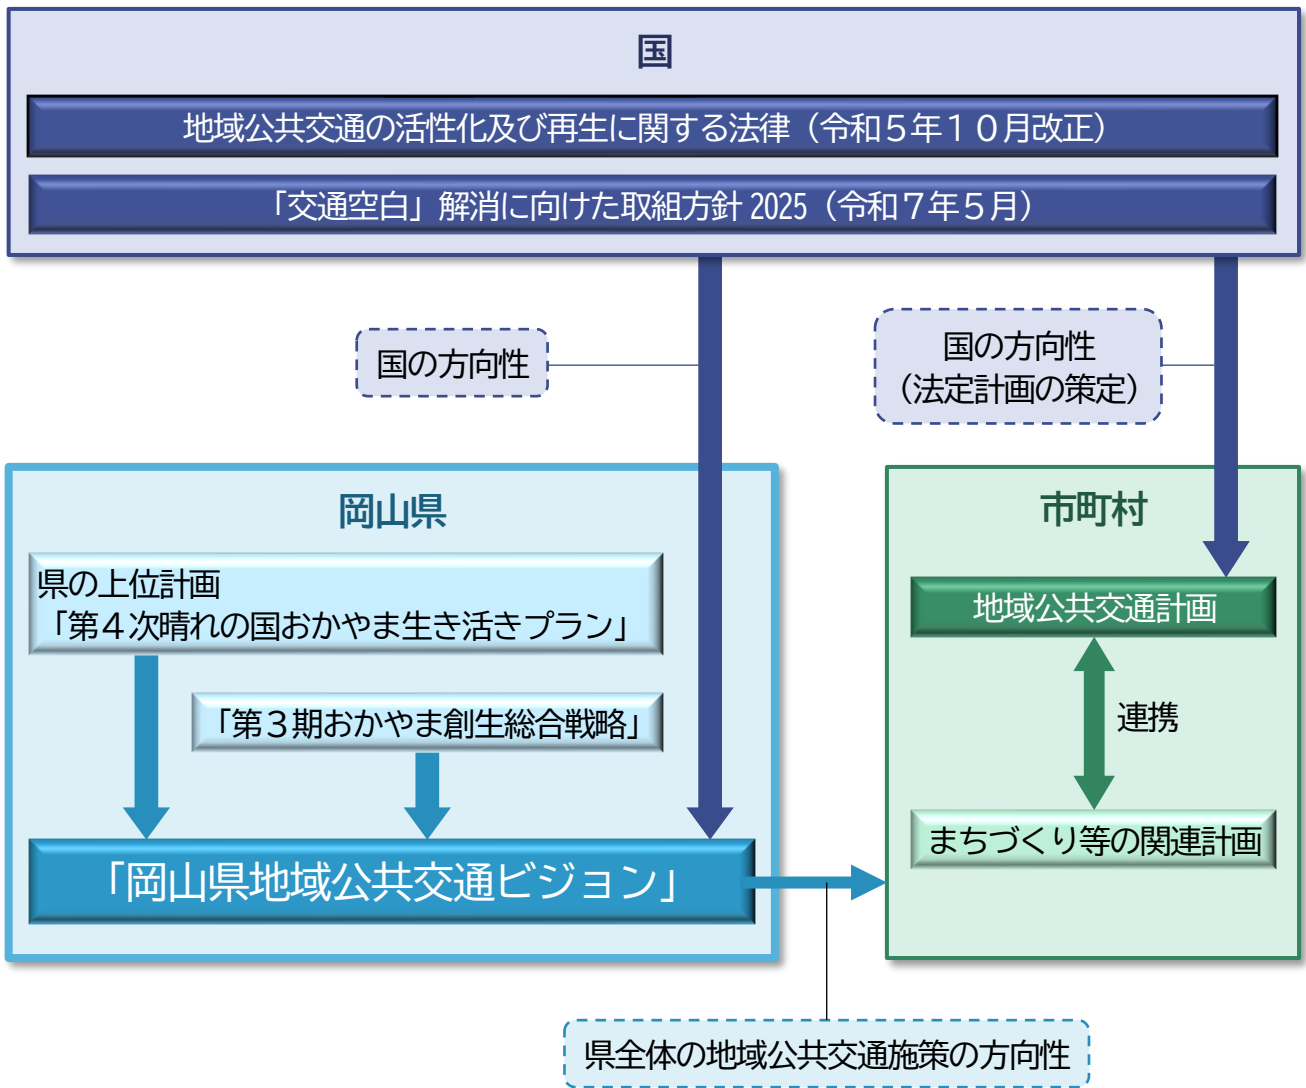 国
地域公共交通の活性化及び再生に関する法律（令和５年１０月改正）
「交通空白」解消に向けた取組方針 2025（令和７年５月）
国の方向性
国の方向性
（法定計画の策定）
岡山県
県の上位計画
「第４次晴れの国おかやま生き活きプラン」
「第３期おかやま創生総合戦略」
「岡山県地域公共交通ビジョン」
市町村
地域公共交通計画
連携
まちづくり等の関連計画
県全体の地域公共交通施策の方向性